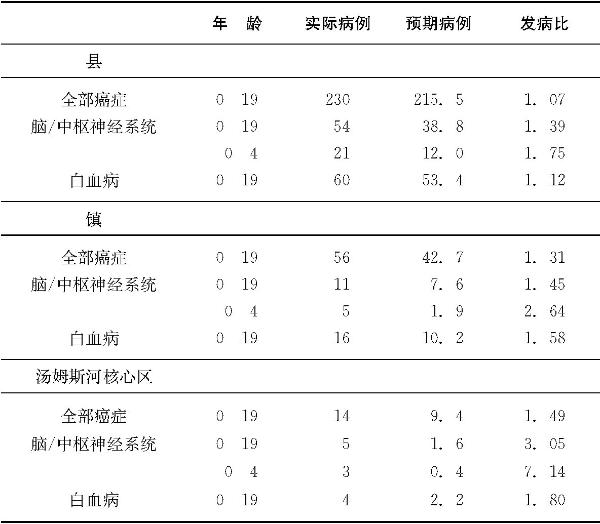 年 龄 实际病例 预期病例 发病比
县
全部癌症 0 19 230 215. 5 1. 07
脑/中枢神经系统 0 19 54 38. 8 1. 39
0 4 21 12. 0 1. 75
白血病 0 19 60 53. 4 1. 12
镇
全部癌症 0 19 56 42. 7 1. 31
脑/中枢神经系统 0 19 11 7. 6 1. 45
0 4 5 1. 9 2. 64
白血病 0 19 16 10. 2 1. 58
汤姆斯河核心区
全部癌症 0 19 14 9. 4 1. 49
脑/中枢神经系统 0 19 5 1. 6 3. 05
0 4 3 0. 4 7. 14
白血病 0 19 4 2. 2 1. 80